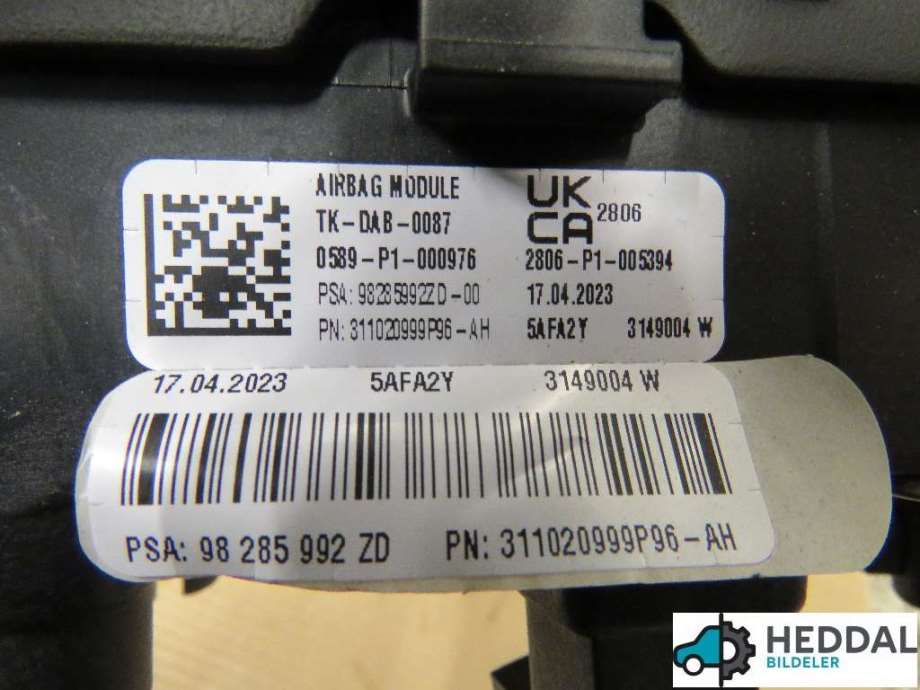 AIRBAG MODULE
TK-DAB-0087
0589-P1-000976
PSA: 98285992ZD-00
PN: 311020999P96-AH
UK
CA 2806
2806-P1-005394
17.04.2023
5AFA2Y 3149004 W
17.04.2023 5AFA2Y 3149004 W
PSA: 98 285 992 ZD PN: 311020999P96-AH
HEDDAL
BILDELER